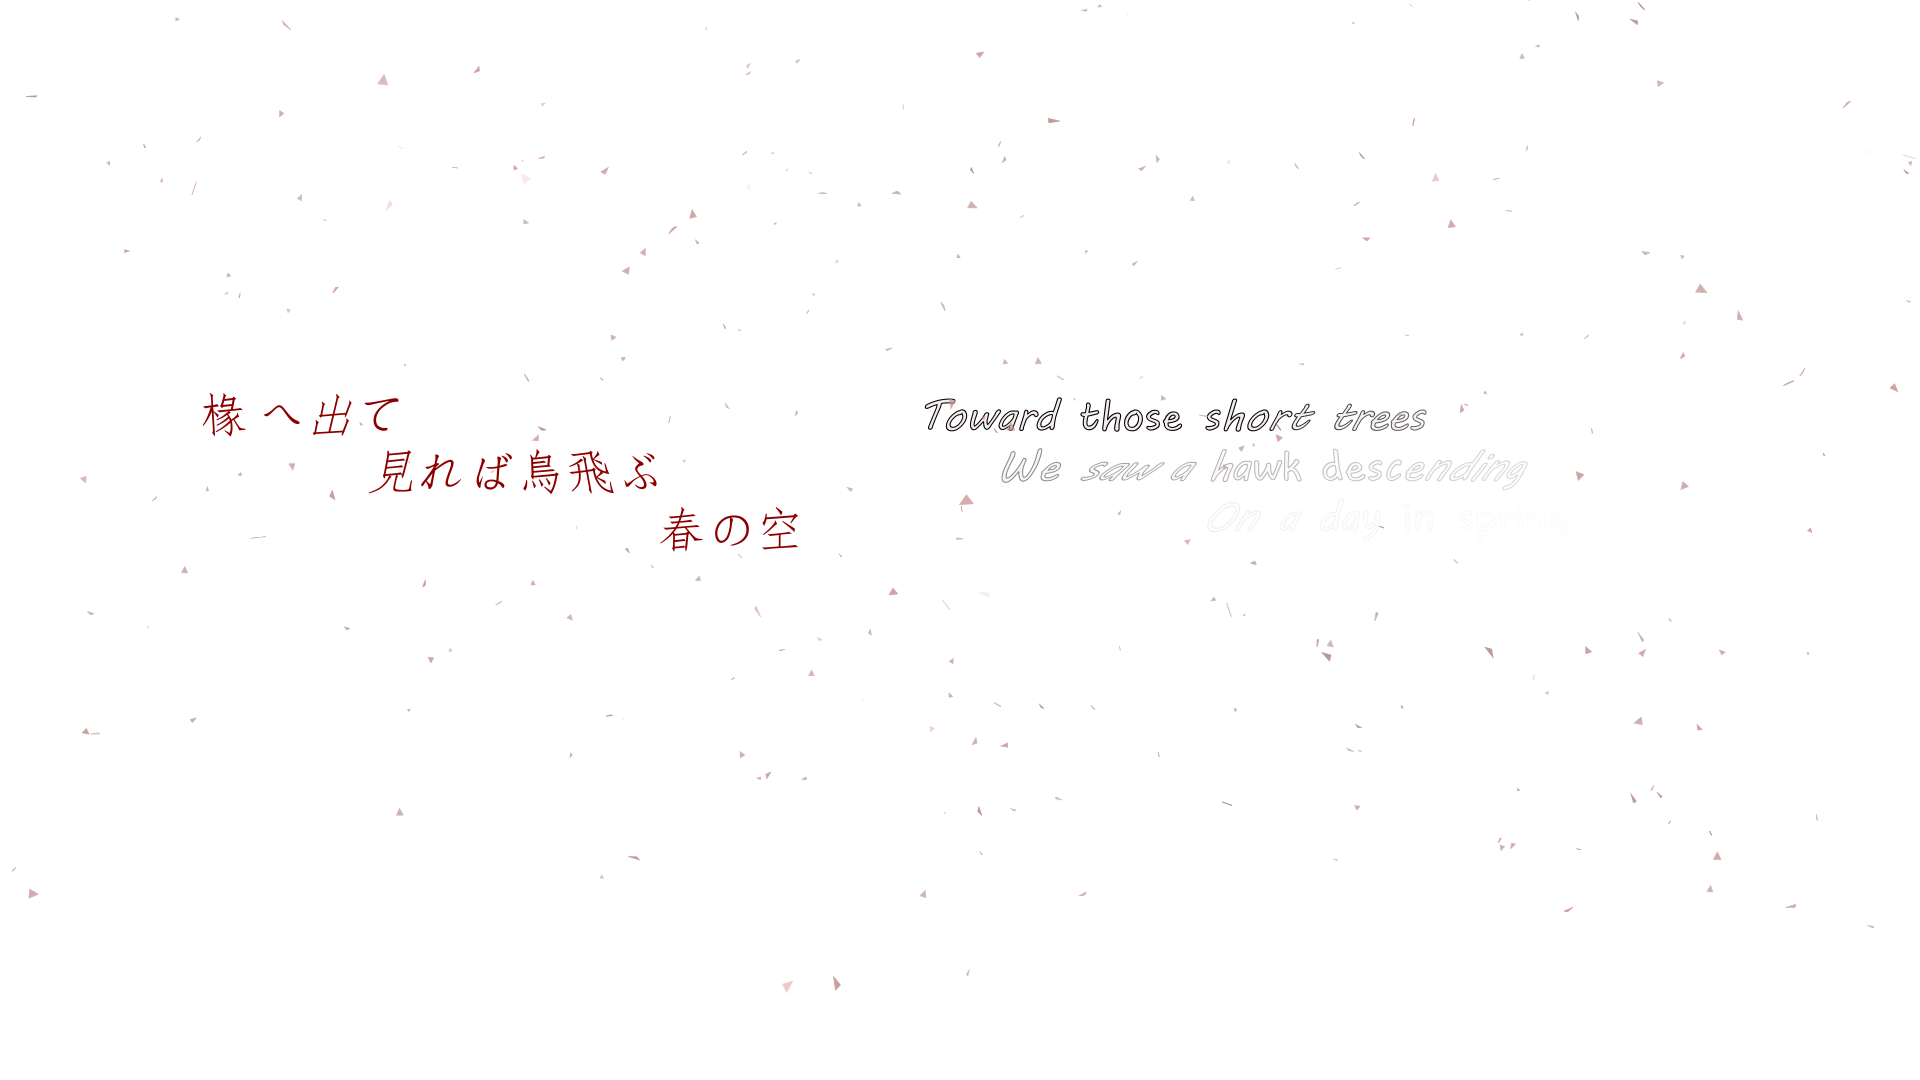 椽へ出て
見れば鳥飛ぶ
春の空
Toward those short trees
We saw a hawk descending
On a day in spring